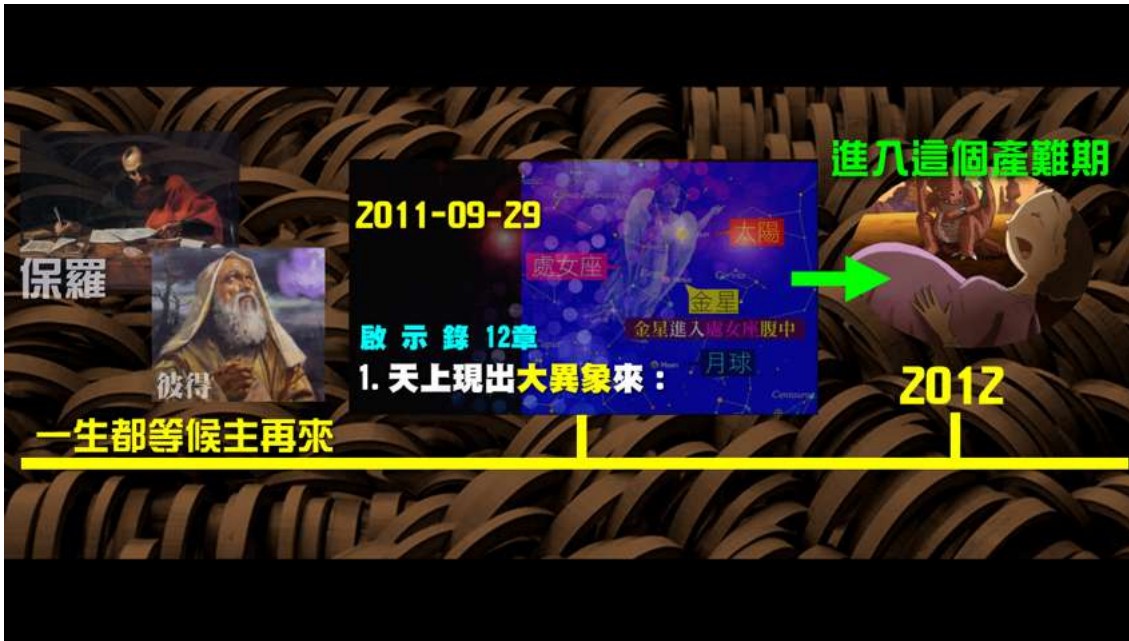 保羅
彼得
一生都等候主再來
2011-09-29
處女座
太陽
金星
金星進入處女座腹中
月球
啟示錄 12章
1. 天上現出大異象來：
進入這個產難期
2012